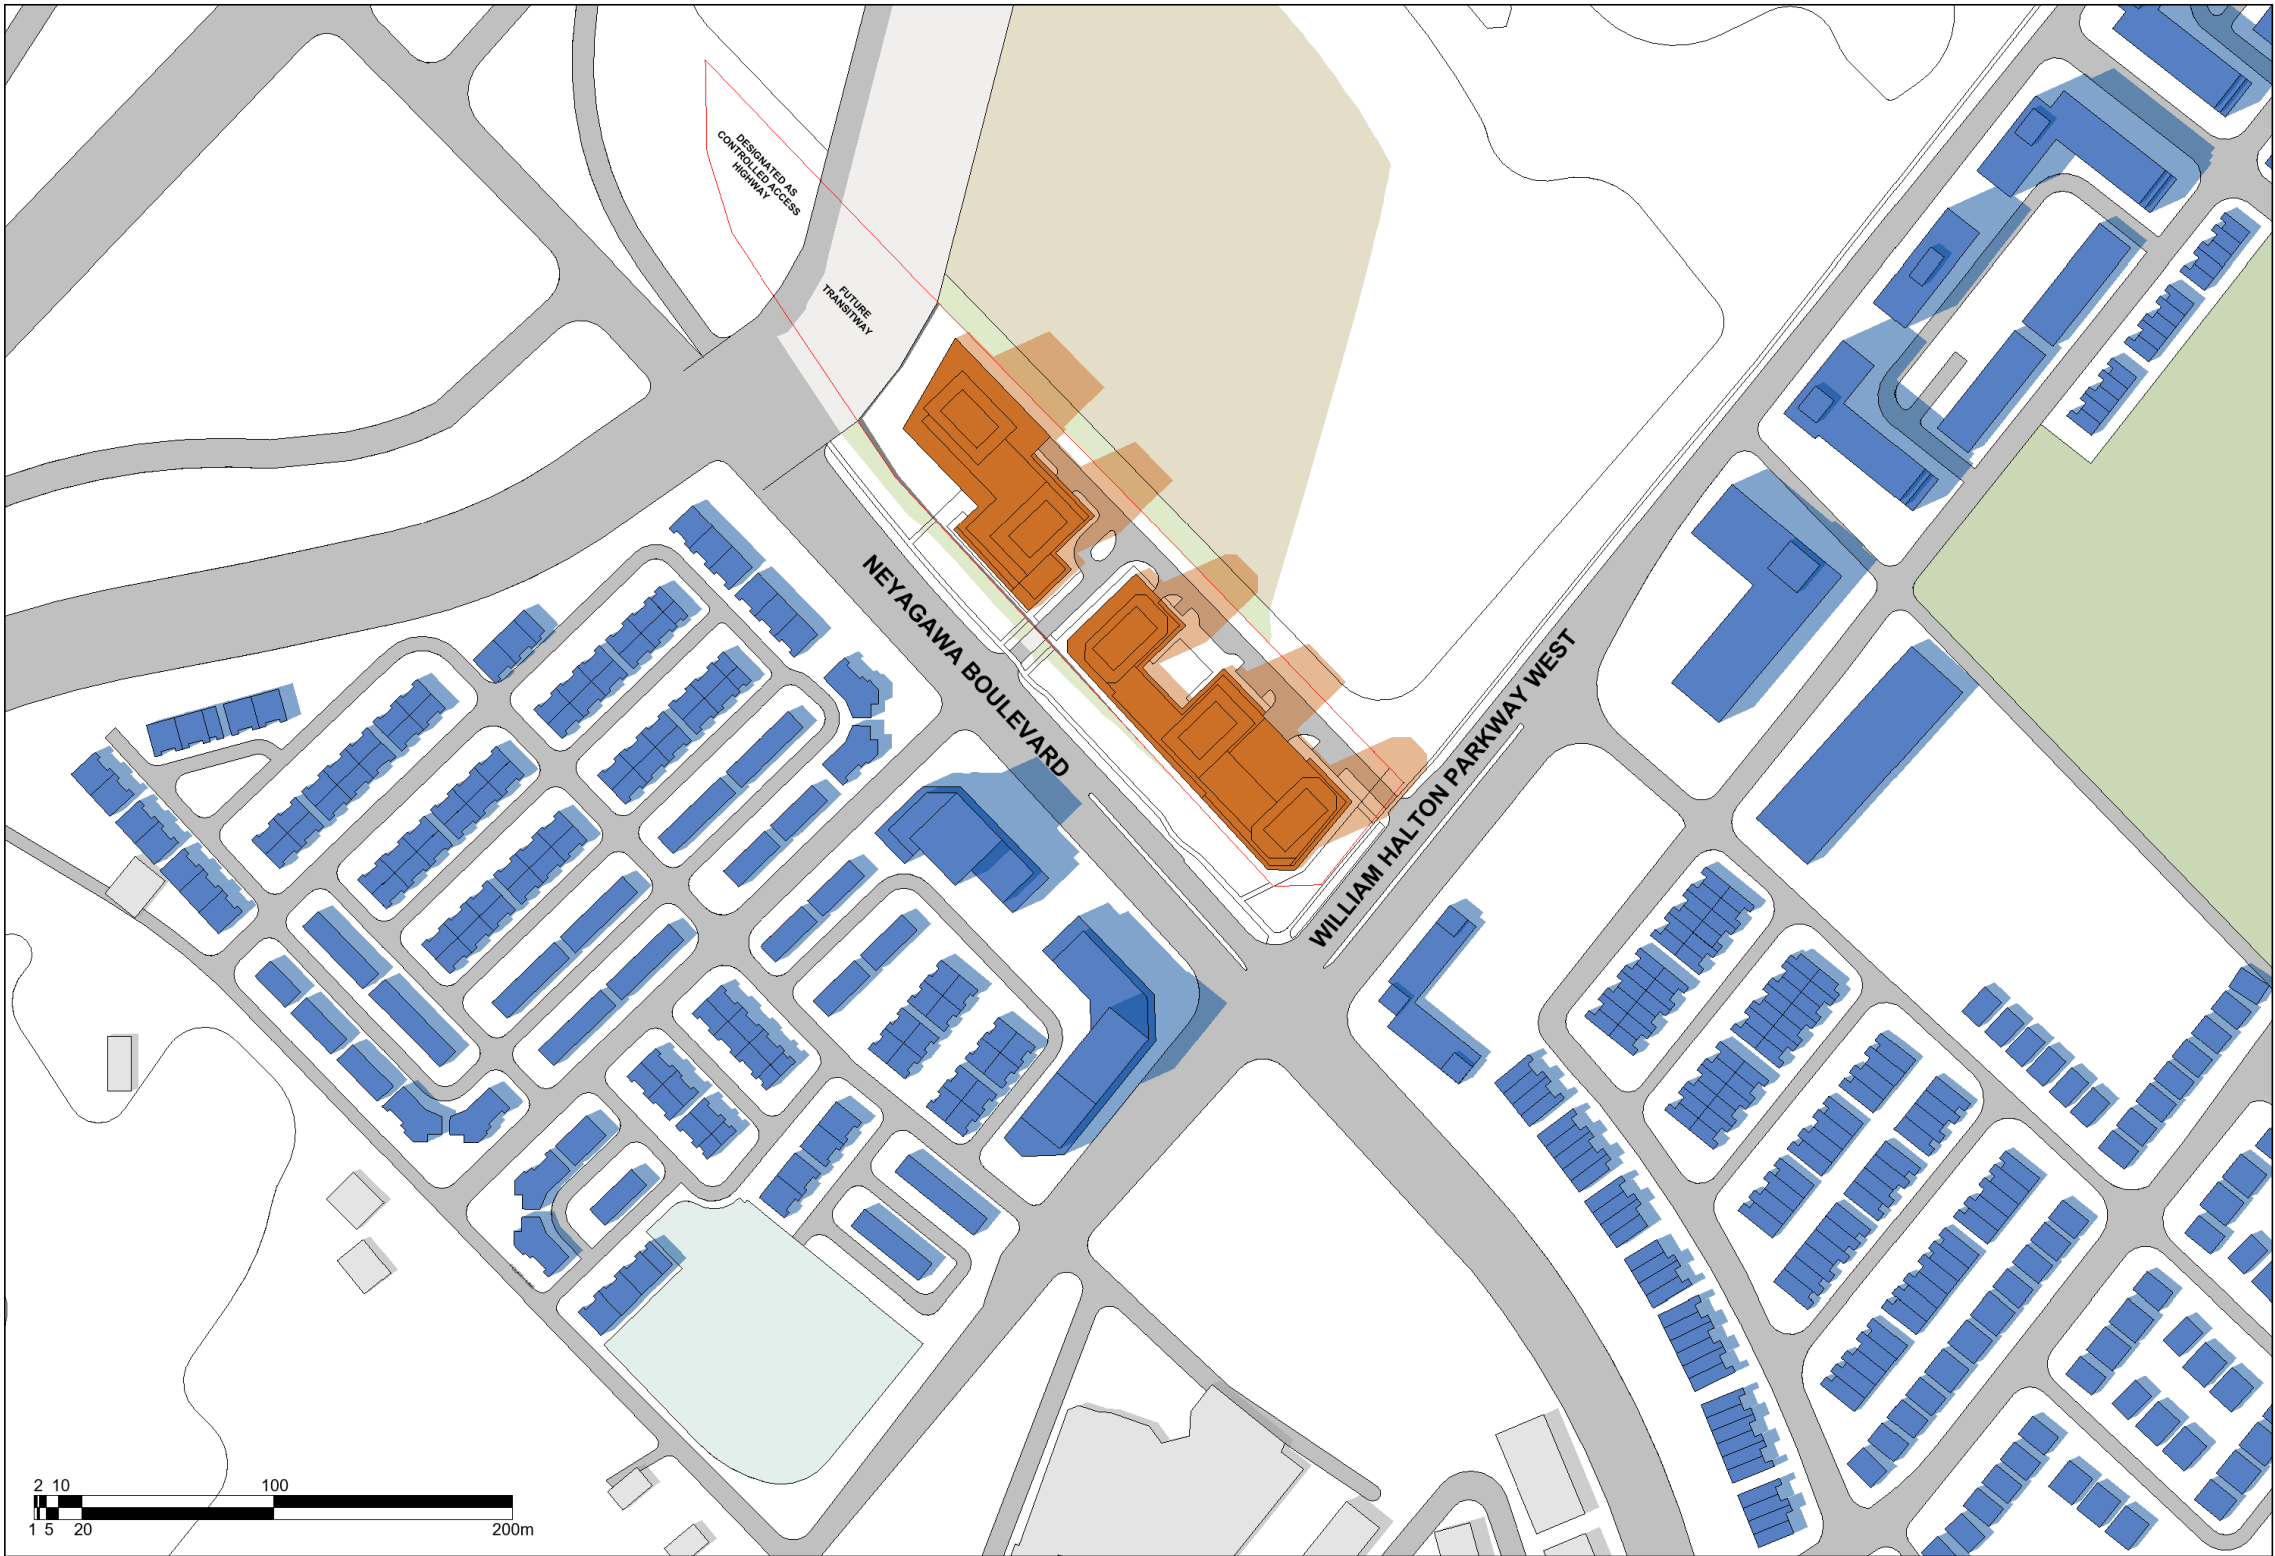 DESIGNATED AS
CONTROLLED ACCESS
HIGHWAY
FUTURE
TRANSITWAY
NEYAGAWA BOULEVARD
WILLIAM HALTON PARKWAY WEST
2 10 100
1 5 20 200m